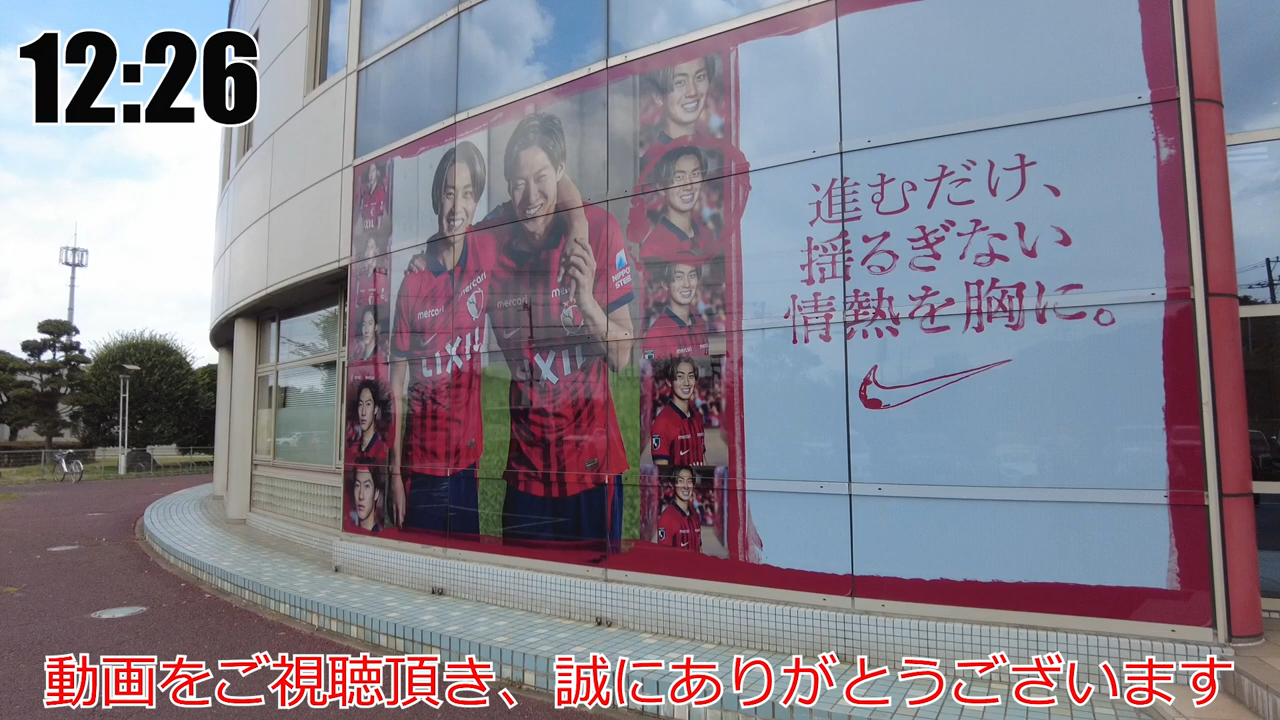 12:26
進むだけ、
揺るぎない
情熱を胸に。
mercari
mercari
NIPPON
STEEL
LIXIL
LIXIL
mercari
動画をご視聴頂き、誠にありがとうございます